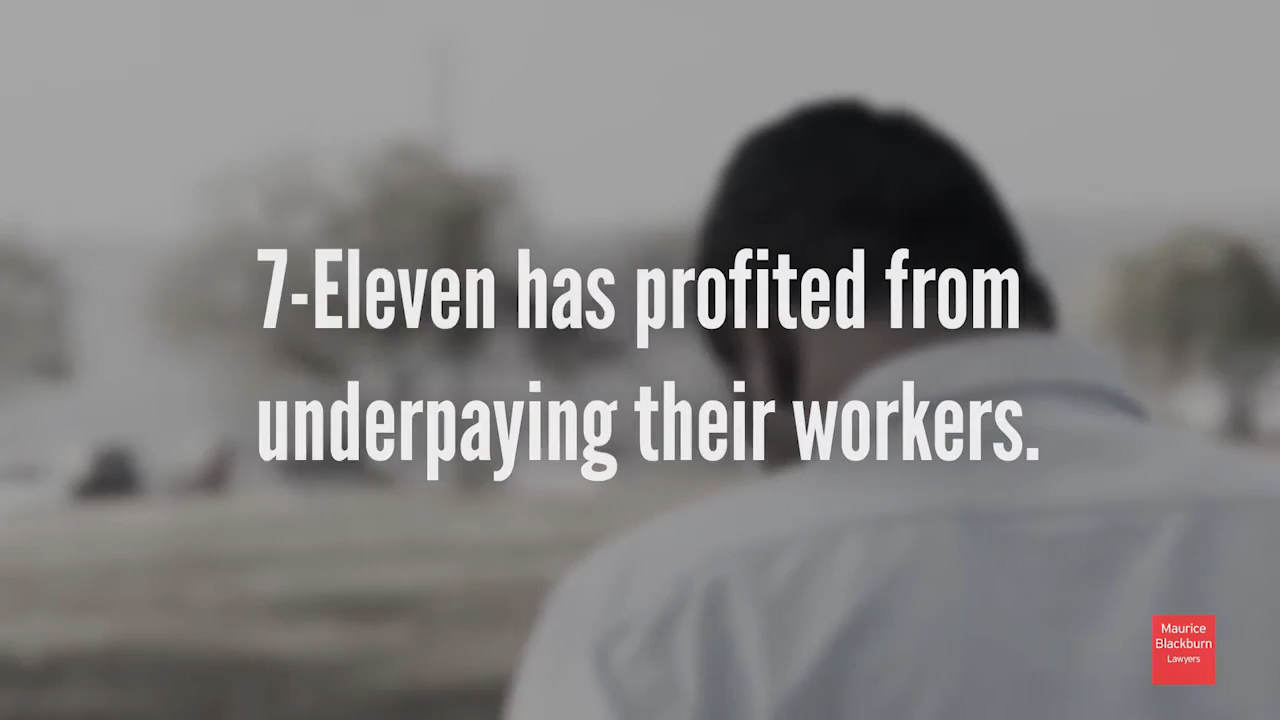 7-Eleven has profited from
underpaying their workers.
Maurice
Blackburn
Lawyers